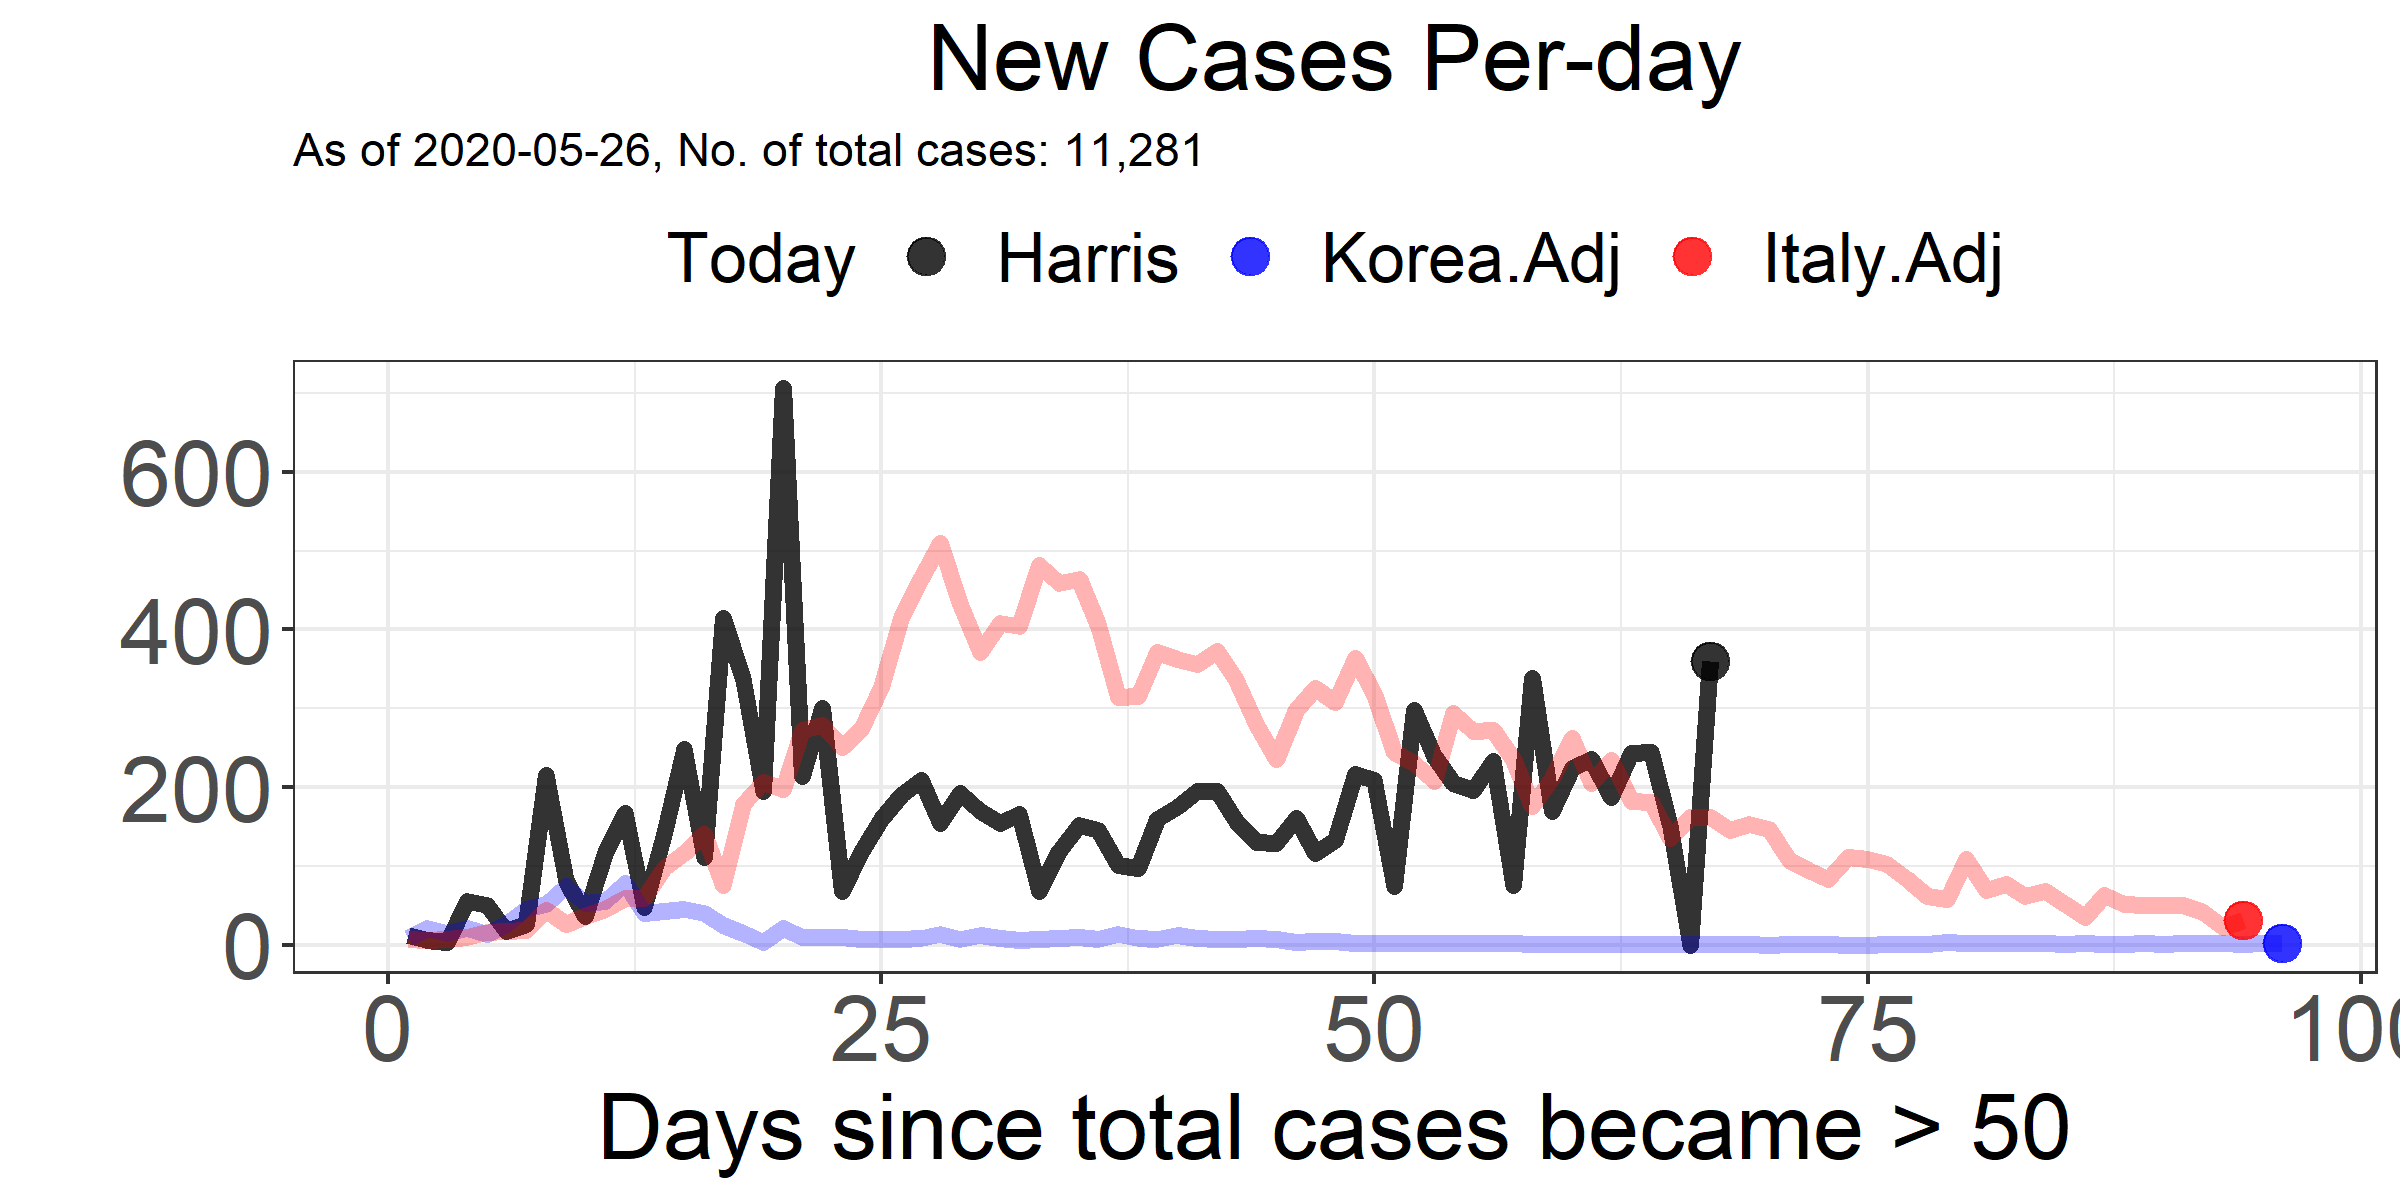 New Cases Per-day
As of 2020-05-26, No. of total cases: 11,281
Today Harris Korea.Adj Italy.Adj
600
400
200
0
0 25 50 75 100
Days since total cases became > 50